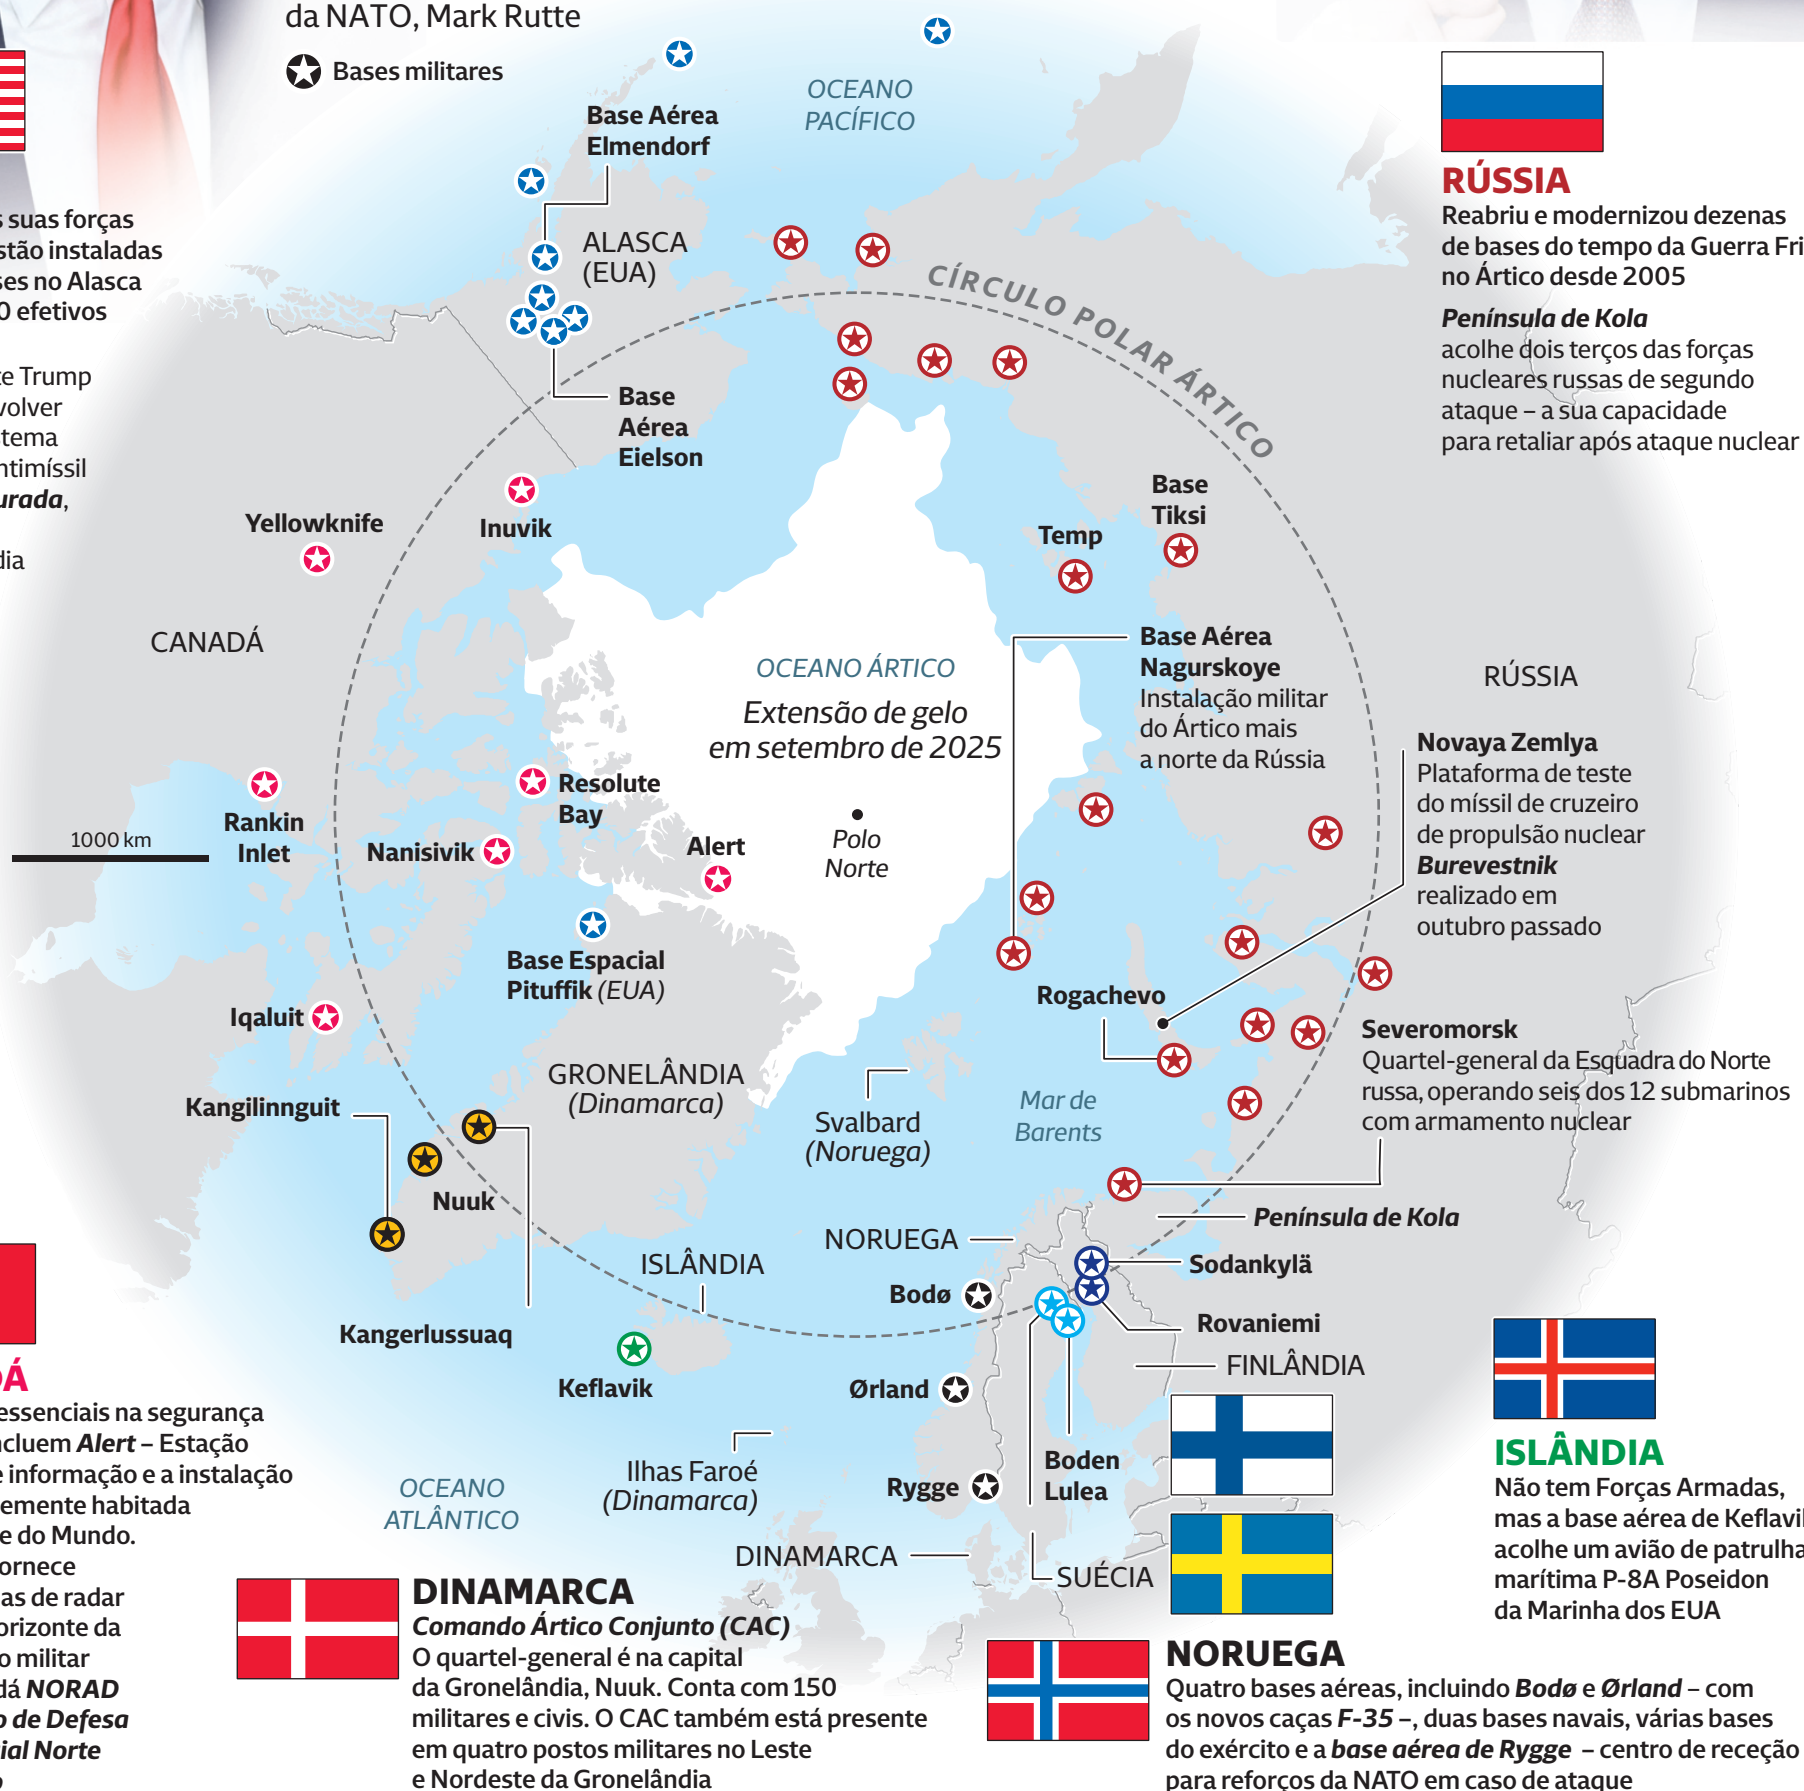 da NATO, Mark Rutte
Bases militares
suas forças
stão instaladas
ses no Alasca
0 efetivos
te Trump
volver
stema
ntimíssil
urada,
dia
OCEANO
PACÍFICO
Base Aérea
Elmendorf
ALASCA
(EUA)
Base
Aérea
Eielson
CÍRCULO POLAR ÁRTICO
RÚSSIA
Reabriu e modernizou dezenas
de bases do tempo da Guerra Fri
no Ártico desde 2005
Península de Kola
acolhe dois terços das forças
nucleares russas de segundo
ataque – a sua capacidade
para retaliar após ataque nuclear
Yellowknife
Inuvik
CANADÁ
Temp
Base
Tiksi
OCEANO ÁRTICO
Extensão de gelo
em setembro de 2025
Base Aérea
Nagurskoye
Instalação militar
do Ártico mais
a norte da Rússia
RÚSSIA
Novaya Zemlya
Plataforma de teste
do míssil de cruzeiro
de propulsão nuclear
Burevestnik
realizado em
outubro passado
1000 km
Rankin
Inlet
Resolute
Bay
Nanisivik
Alert
Polo
Norte
Base Espacial
Pituffik (EUA)
Iqaluit
Rogachevo
Severomorsk
Quartel-general da Esquadra do Norte
russa, operando seis dos 12 submarinos
com armamento nuclear
GRONELÂNDIA
(Dinamarca)
Kangilinnguit
Svalbard
(Noruega)
Mar de
Barents
Nuuk
Península de Kola
NORUEGA
ISLÂNDIA
Sodankylä
Bodø
Kangerlussuaq
Rovaniemi
FINLÂNDIA
Keflavik
Ørland
Ilhas Faroé
(Dinamarca)
Rygge
Boden
Lulea
OCEANO
ATLÂNTICO
DINAMARCA
SUÉCIA
DÁ
essenciais na segurança
ncluem Alert – Estação
e informação e a instalação
emente habitada
e do Mundo.
ornece
as de radar
orizonte da
o militar
dá NORAD
o de Defesa
ial Norte
ISLÂNDIA
Não tem Forças Armadas,
mas a base aérea de Keflavik
acolhe um avião de patrulha
marítima P-8A Poseidon
da Marinha dos EUA
DINAMARCA
Comando Ártico Conjunto (CAC)
O quartel-general é na capital
da Gronelândia, Nuuk. Conta com 150
militares e civis. O CAC também está presente
em quatro postos militares no Leste
e Nordeste da Gronelândia
NORUEGA
Quatro bases aéreas, incluindo Bodø e Ørland – com
os novos caças F-35 –, duas bases navais, várias bases
do exército e a base aérea de Rygge – centro de receção
para reforços da NATO em caso de ataque